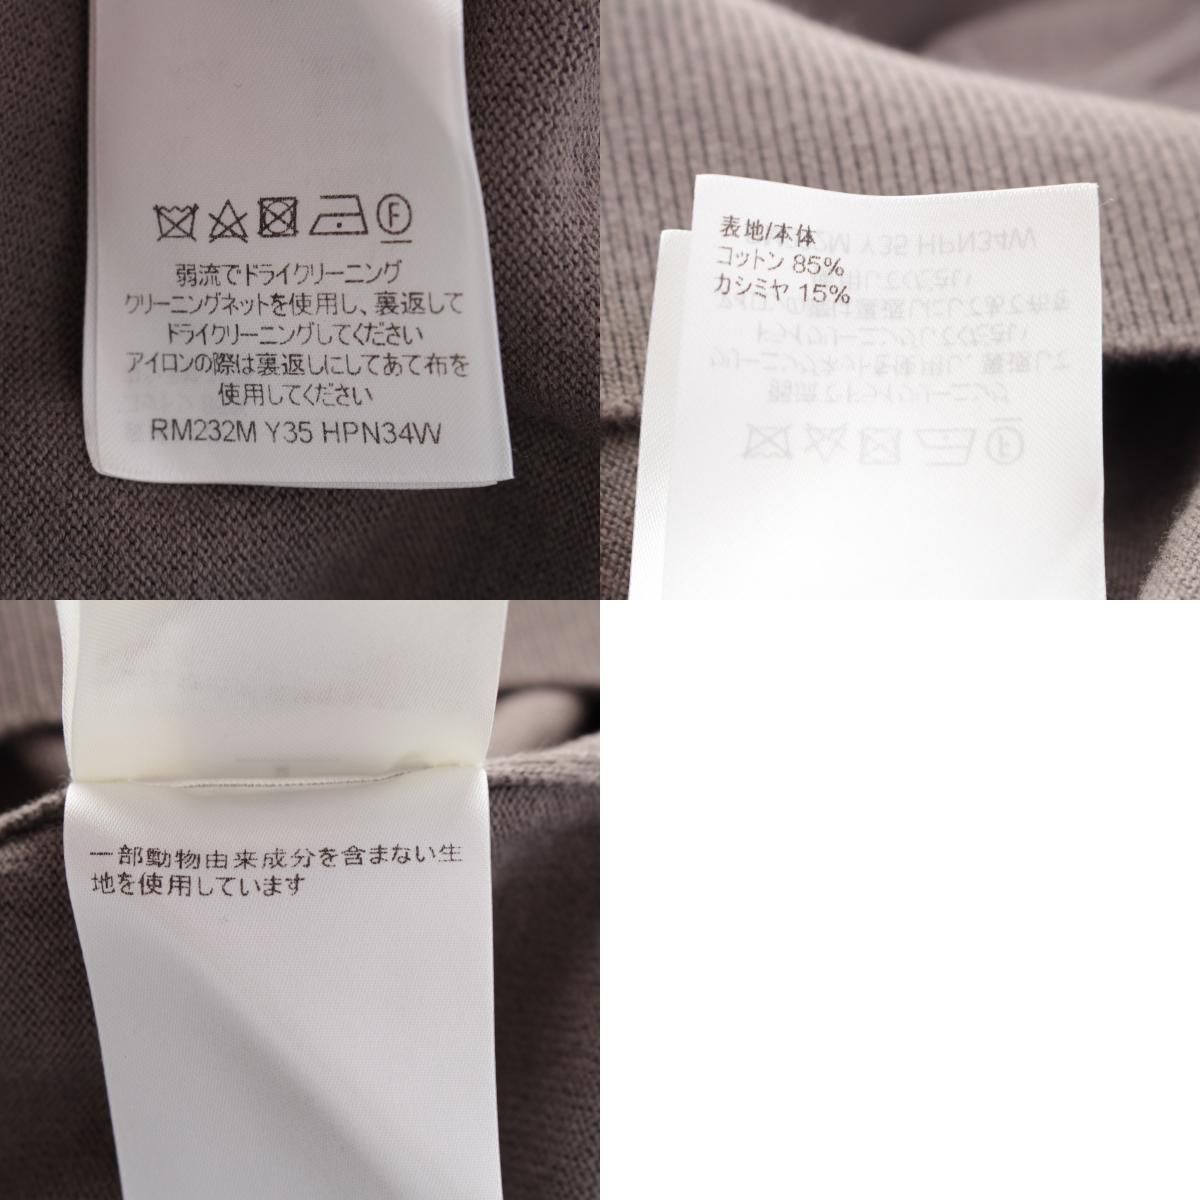 F
弱流でドライクリーニング
クリーニングネットを使用し、裏返して
ドライクリーニングしてください
アイロンの際は裏返しにしてあて布を
使用してください
RM232M Y35 HPN34W
表地/本体
コットン 85%
カシミヤ 15%
一部動物由来成分を含まない生
地を使用しています